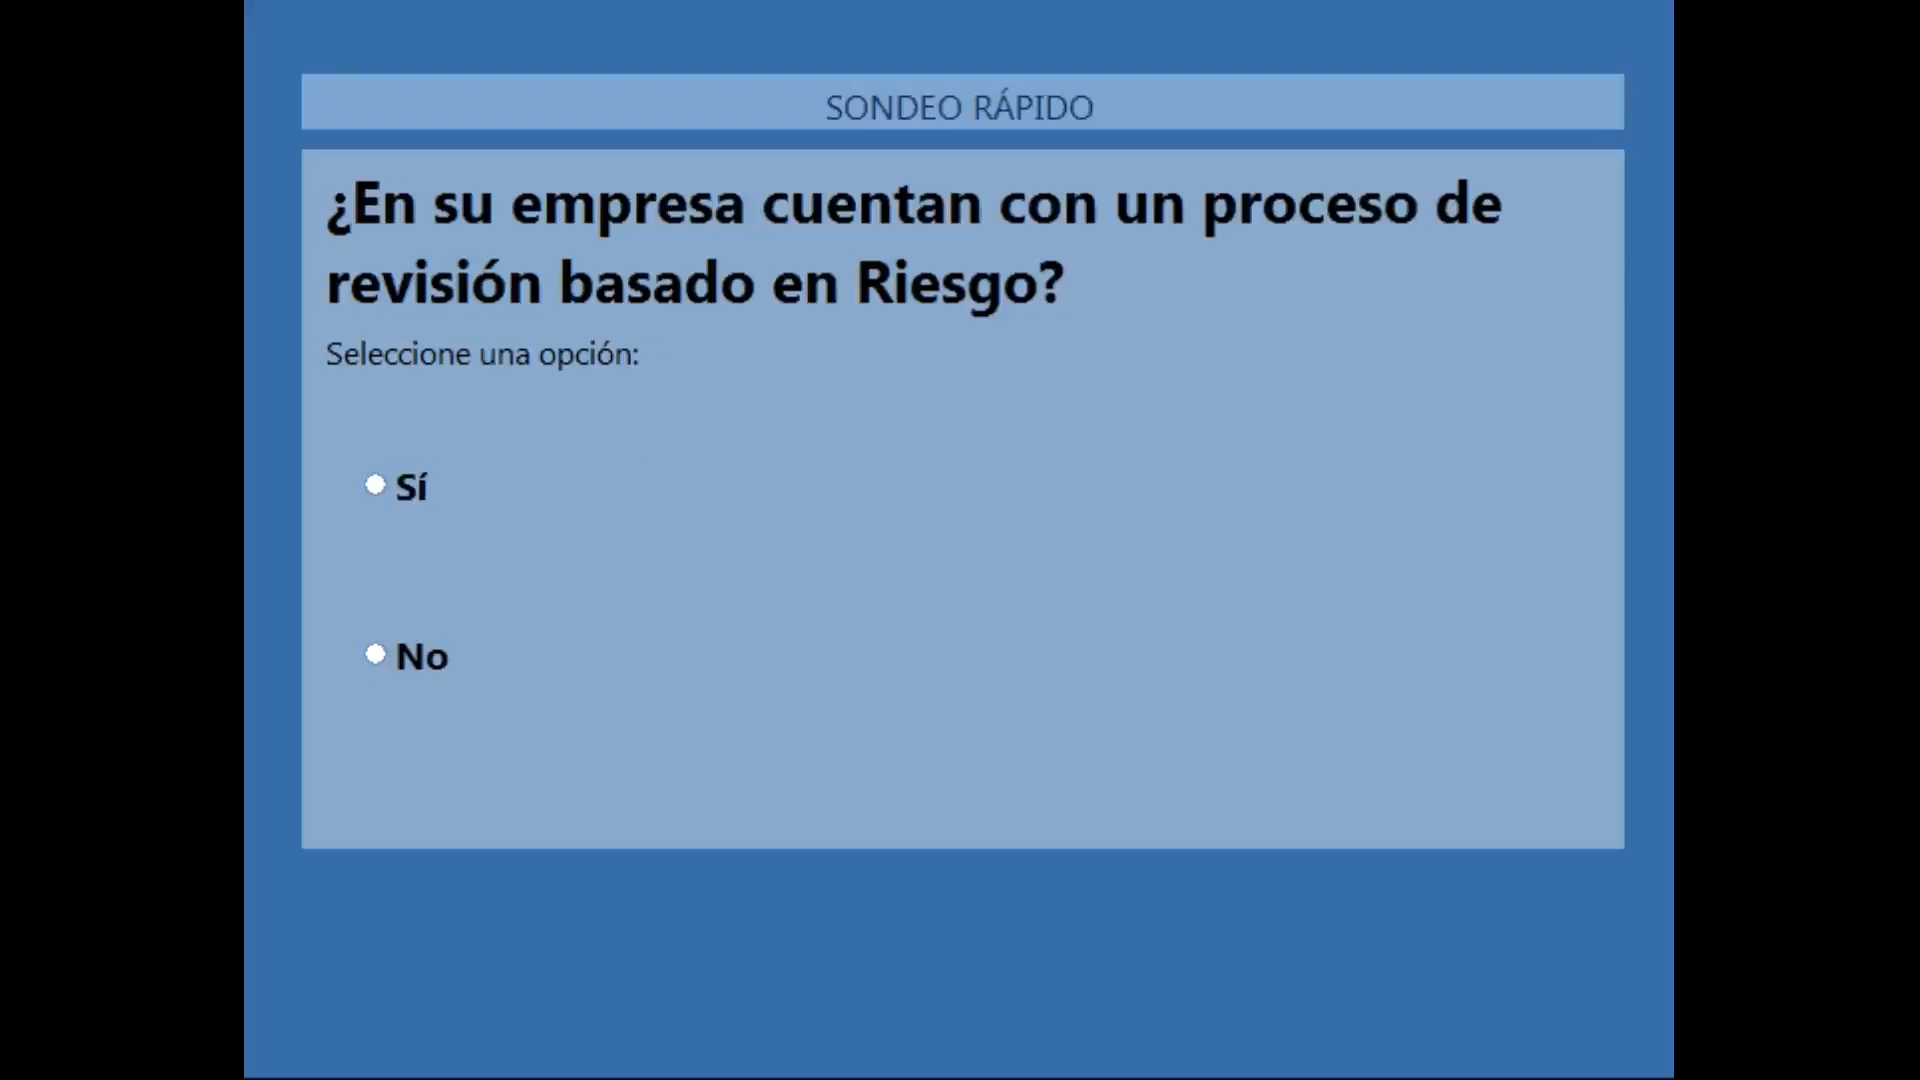 SONDEO RÁPIDO
¿En su empresa cuentan con un proceso de
revisión basado en Riesgo?
Seleccione una opción:
Sí
No